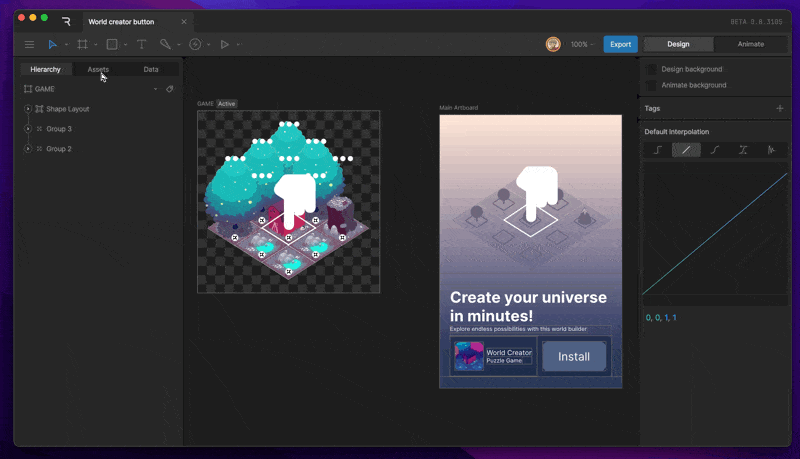 World creator button
BETA 0.8.3105
100%
Export
Design
Animate
Hierarchy
Assets
Data
GAME
Shape Layout
Group 3
Group 2
GAME
Active
Main Artboard
Create your universe
in minutes!
Explore endless possibilities with this world builder
World Creator
Puzzle Game
Install
Design background
Animate background
Tags
Default Interpolation
0, 0, 1, 1